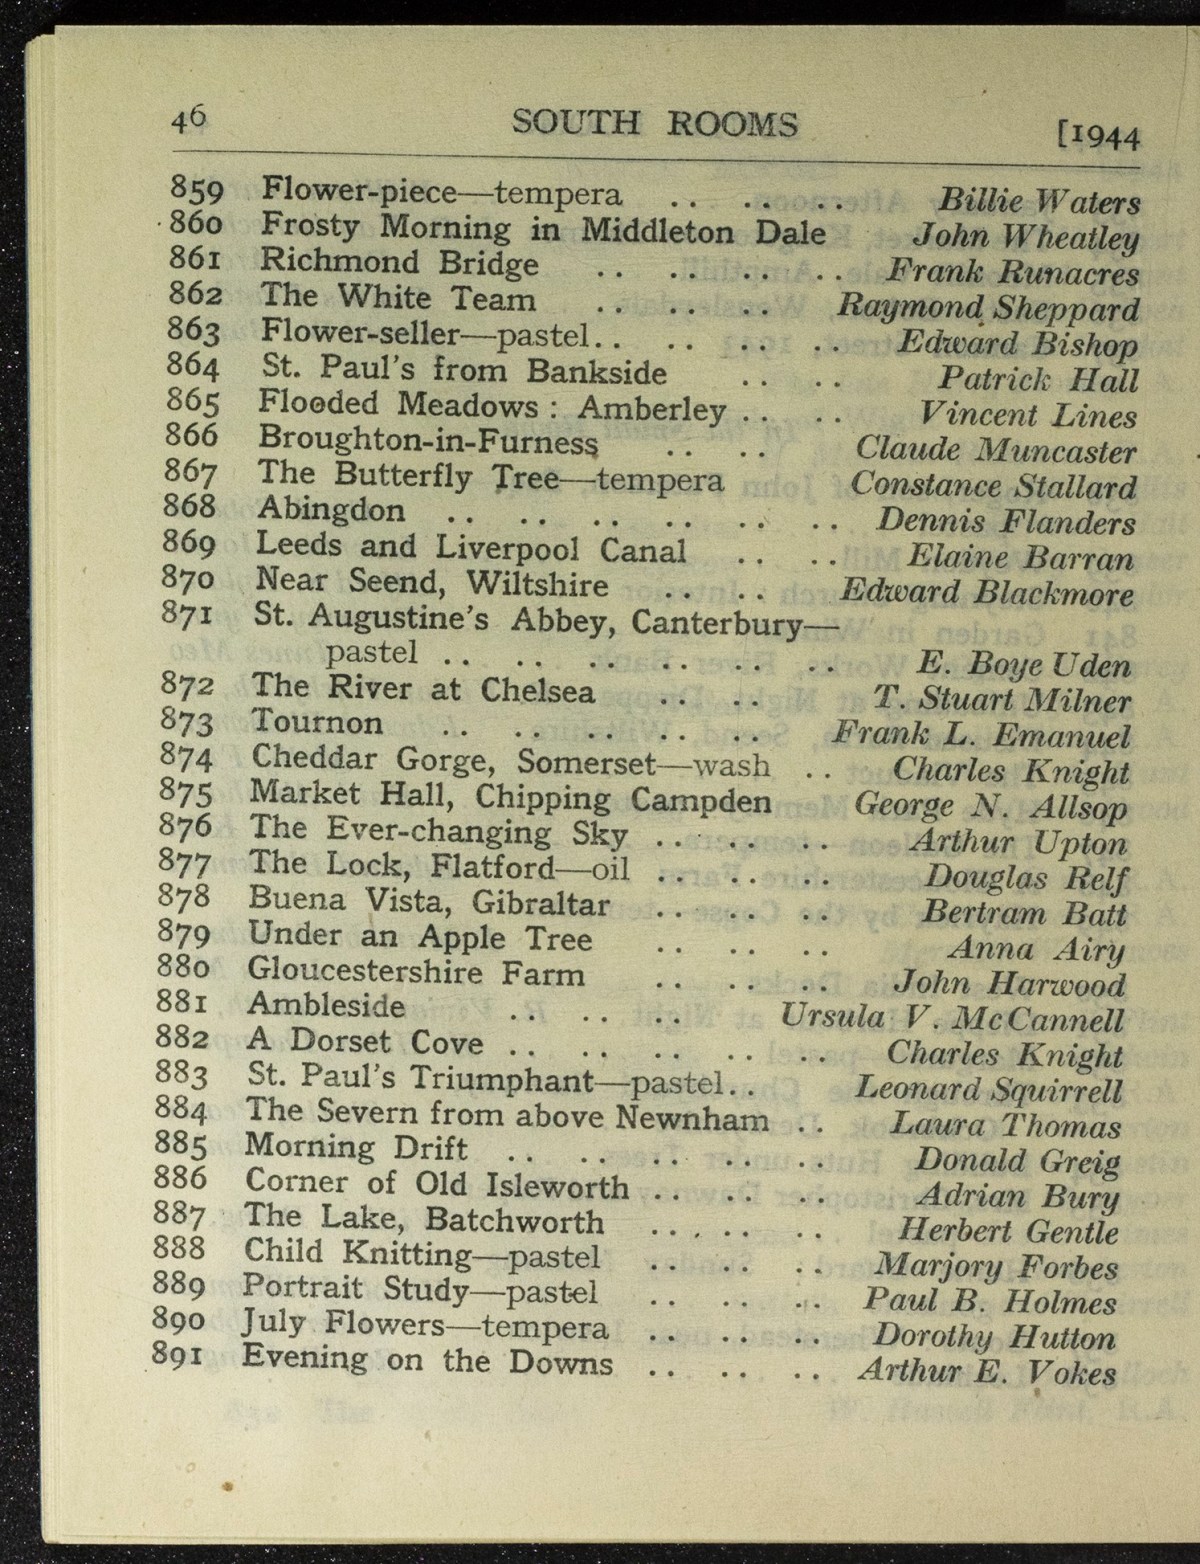 46 SOUTH ROOMS [1944
859 Flower-piece—tempera .. .. .. Billie Waters
860 Frosty Morning in Middleton Dale John Wheatley
861 Richmond Bridge .. .. .. .. Frank Runacres
862 The White Team .. .. .. Raymond Sheppard
863 Flower-seller—pastel.. .. .. .. Edward Bishop
864 St. Paul's from Bankside .. .. Patrick Hall
865 Flooded Meadows : Amberley .. .. Vincent Lines
866 Broughton-in-Furness .. .. Claude Muncaster
867 The Butterfly Tree—tempera Constance Stallard
868 Abingdon .. .. .. .. .. .. Dennis Flanders
869 Leeds and Liverpool Canal .. .. Elaine Barran
870 Near Seend, Wiltshire .. .. Edward Blackmore
871 St. Augustine's Abbey, Canterbury—
pastel .. .. .. .. .. .. E. Boye Uden
872 The River at Chelsea .. .. T. Stuart Milner
873 Tournon .. .. .. .. .. Frank L. Emanuel
874 Cheddar Gorge, Somerset—wash .. Charles Knight
875 Market Hall, Chipping Campden George N. Allsop
876 The Ever-changing Sky .. .. .. Arthur Upton
877 The Lock, Flatford—oil .. .. .. Douglas Relf
878 Buena Vista, Gibraltar .. .. .. Bertram Batt
879 Under an Apple Tree .. .. .. Anna Airy
880 Gloucestershire Farm .. .. .. John Harwood
881 Ambleside .. .. .. Ursula V. McCannell
882 A Dorset Cove .. .. .. .. .. Charles Knight
883 St. Paul's Triumphant—pastel.. Leonard Squirrell
884 The Severn from above Newnham .. Laura Thomas
885 Morning Drift .. .. .. .. .. Donald Greig
886 Corner of Old Isleworth .. .. .. Adrian Bury
887 The Lake, Batchworth .. .. .. Herbert Gentle
888 Child Knitting—pastel .. .. .. Marjory Forbes
889 Portrait Study—pastel .. .. .. Paul B. Holmes
890 July Flowers—tempera .. .. .. Dorothy Hutton
891 Evening on the Downs .. .. .. Arthur E. Vokes